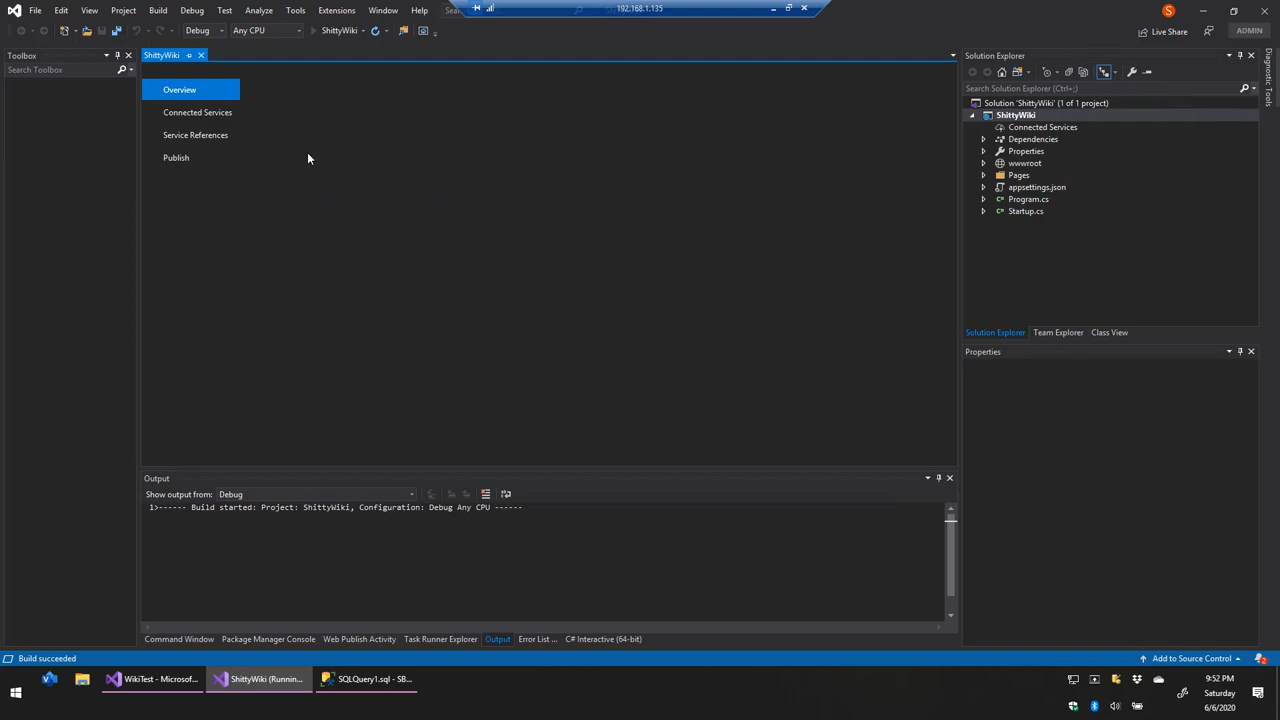 192.168.1.135
File Edit View Project Build Debug Test Analyze Tools Extensions Window Help Sea
Debug Any CPU ShittyWiki Live Share ADMIN
Toolbox
Search Toolbox
ShittyWiki
Overview
Connected Services
Service References
Publish
Solution Explorer
Search Solution Explorer (Ctrl+;)
Solution 'ShittyWiki' (1 of 1 project)
ShittyWiki
Connected Services
Dependencies
Properties
wwwroot
Pages
appsettings.json
Program.cs
Startup.cs
Solution Explorer Team Explorer Class View
Properties
Diagnostic Tools
Output
Show output from: Debug
1>------ Build started: Project: ShittyWiki, Configuration: Debug Any CPU ------
Command Window Package Manager Console Web Publish Activity Task Runner Explorer Output Error List ... C# Interactive (64-bit)
Build succeeded Add to Source Control 2
WikiTest - Microsof... ShittyWiki (Runnin... SQLQuery1.sql - SB...
9:52 PM
Saturday
6/6/2020